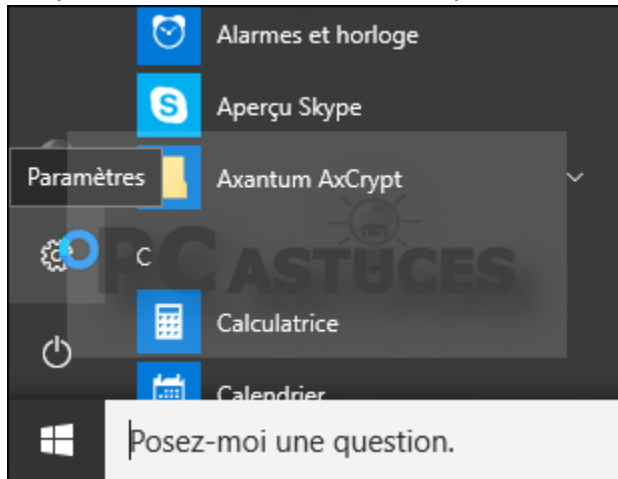 Alarmes et horloge
Aperçu Skype
Paramètres
Axantum AxCrypt
C
PC ASTUCES
Calculatrice
Calendrier
Posez-moi une question.